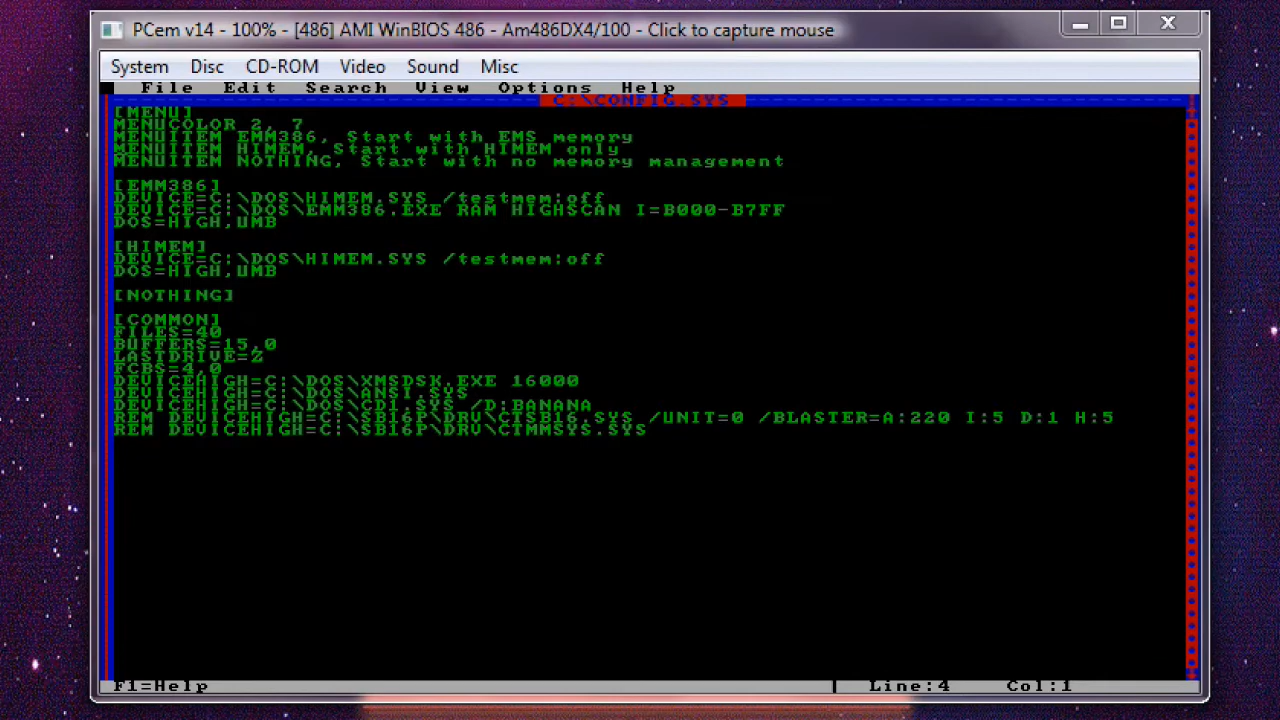 PCem v14 - 100% - [486] AMI WinBIOS 486 - Am486DX4/100 - Click to capture mouse
System Disc CD-ROM Video Sound Misc
File Edit Search View Options Help
C:\CONFIG.SYS
[MENU]
MENUCOLOR 2, 7
MENUITEM EMM386, Start with EMS memory
MENUITEM HIMEM, Start with HIMEM only
MENUITEM NOTHING, Start with no memory management
[EMM386]
DEVICE=C:\DOS\HIMEM.SYS /testmem:off
DEVICE=C:\DOS\EMM386.EXE RAM HIGHSCAN I=B000-B7FF
DOS=HIGH,UMB
[HIMEM]
DEVICE=C:\DOS\HIMEM.SYS /testmem:off
DOS=HIGH,UMB
[NOTHING]
[COMMON]
FILES=40
BUFFERS=15,0
LASTDRIVE=Z
FCBS=4,0
DEVICEHIGH=C:\DOS\XMSDSK.EXE 16000
DEVICEHIGH=C:\DOS\ANSI.SYS
DEVICEHIGH=C:\DOS\CD1.SYS /D:BANANA
REM DEVICEHIGH=C:\SB16P\DRV\CTSB16.SYS /UNIT=0 /BLASTER=A:220 I:5 D:1 H:5
REM DEVICEHIGH=C:\SB16P\DRV\CTMMSYS.SYS
F1=Help Line:4 Col:1